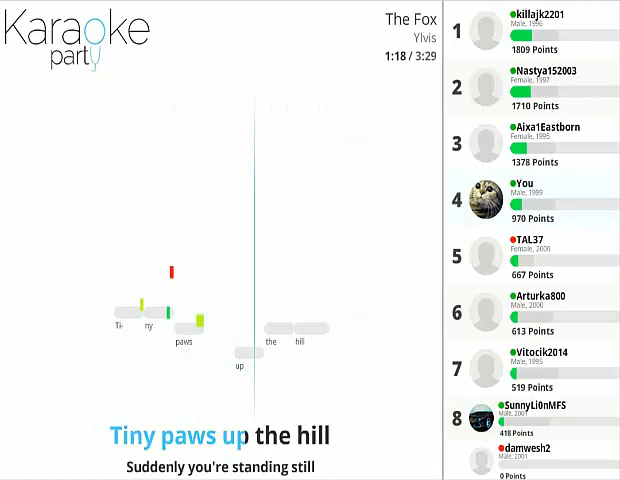 Karaoke
party
The Fox
Ylvis
1:18 / 3:29
Ti-
ny
paws
up
the
hill
Tiny paws up the hill
Suddenly you're standing still
1
killajk2201
Male, 1996
1809 Points
2
Nastya152003
Female, 1997
1710 Points
3
Aixa1Eastborn
Female, 1995
1378 Points
4
You
Male, 1999
970 Points
5
TAL37
Female, 2000
667 Points
6
Arturka800
Male, 2000
613 Points
7
Vitocik2014
Male, 1995
519 Points
8
SunnyLi0nMFS
Male, 2001
418 Points
damwesh2
Male, 2001
0 Points